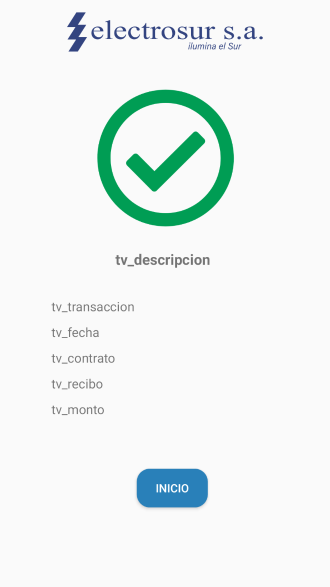 electrosur s.a.
ilumina el Sur
tv_descripcion
tv_transaccion
tv_fecha
tv_contrato
tv_recibo
tv_monto
INICIO